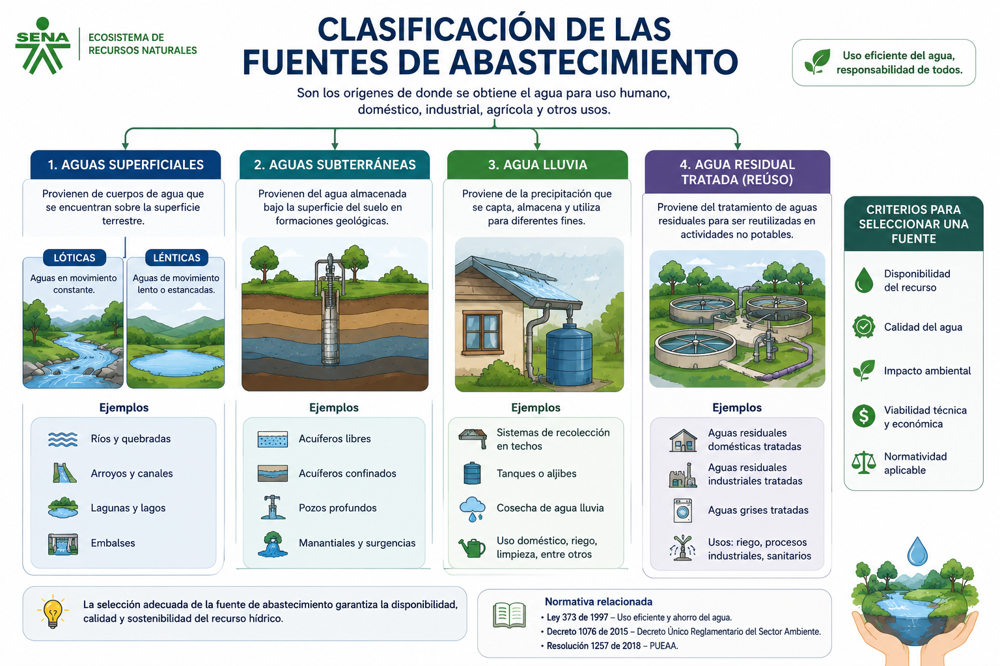 SENA
ECOSISTEMA DE
RECURSOS NATURALES
CLASIFICACIÓN DE LAS
FUENTES DE ABASTECIMIENTO
Son los orígenes de donde se obtiene el agua para uso humano,
doméstico, industrial, agrícola y otros usos.
Uso eficiente del agua,
responsabilidad de todos.
1. AGUAS SUPERFICIALES
Provienen de cuerpos de agua que
se encuentran sobre la superficie
terrestre.
LÓTICAS
Aguas en movimiento
constante.
LÉNTICAS
Aguas de movimiento
lento o estancadas.
Ejemplos
Ríos y quebradas
Arroyos y canales
Lagunas y lagos
Embalses
2. AGUAS SUBTERRÁNEAS
Provienen del agua almacenada
bajo la superficie del suelo en
formaciones geológicas.
Ejemplos
Acuíferos libres
Acuíferos confinados
Pozos profundos
Manantiales y surgencias
3. AGUA LLUVIA
Proviene de la precipitación que
se capta, almacena y utiliza
para diferentes fines.
Ejemplos
Sistemas de recolección
en techos
Tanques o aljibes
Cosecha de agua lluvia
Uso doméstico, riego,
limpieza, entre otros
4. AGUA RESIDUAL
TRATADA (REÚSO)
Proviene del tratamiento de aguas
residuales para ser reutilizadas en
actividades no potables.
Ejemplos
Aguas residuales
domésticas tratadas
Aguas residuales
industriales tratadas
Aguas grises tratadas
Usos: riego, procesos
industriales, sanitarios
CRITERIOS PARA
SELECCIONAR UNA
FUENTE
Disponibilidad
del recurso
Calidad del agua
Impacto ambiental
Viabilidad técnica
y económica
Normatividad
aplicable
La selección adecuada de la fuente de abastecimiento garantiza la disponibilidad,
calidad y sostenibilidad del recurso hídrico.
Normativa relacionada
• Ley 373 de 1997 – Uso eficiente y ahorro del agua.
• Decreto 1076 de 2015 – Decreto Único Reglamentario del Sector Ambiente.
• Resolución 1257 de 2018 – PUEAA.